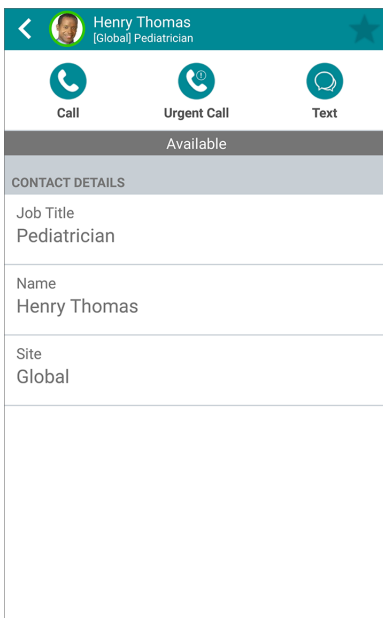 Henry Thomas
[Global] Pediatrician
Call
Urgent Call
Text
Available
CONTACT DETAILS
Job Title
Pediatrician
Name
Henry Thomas
Site
Global